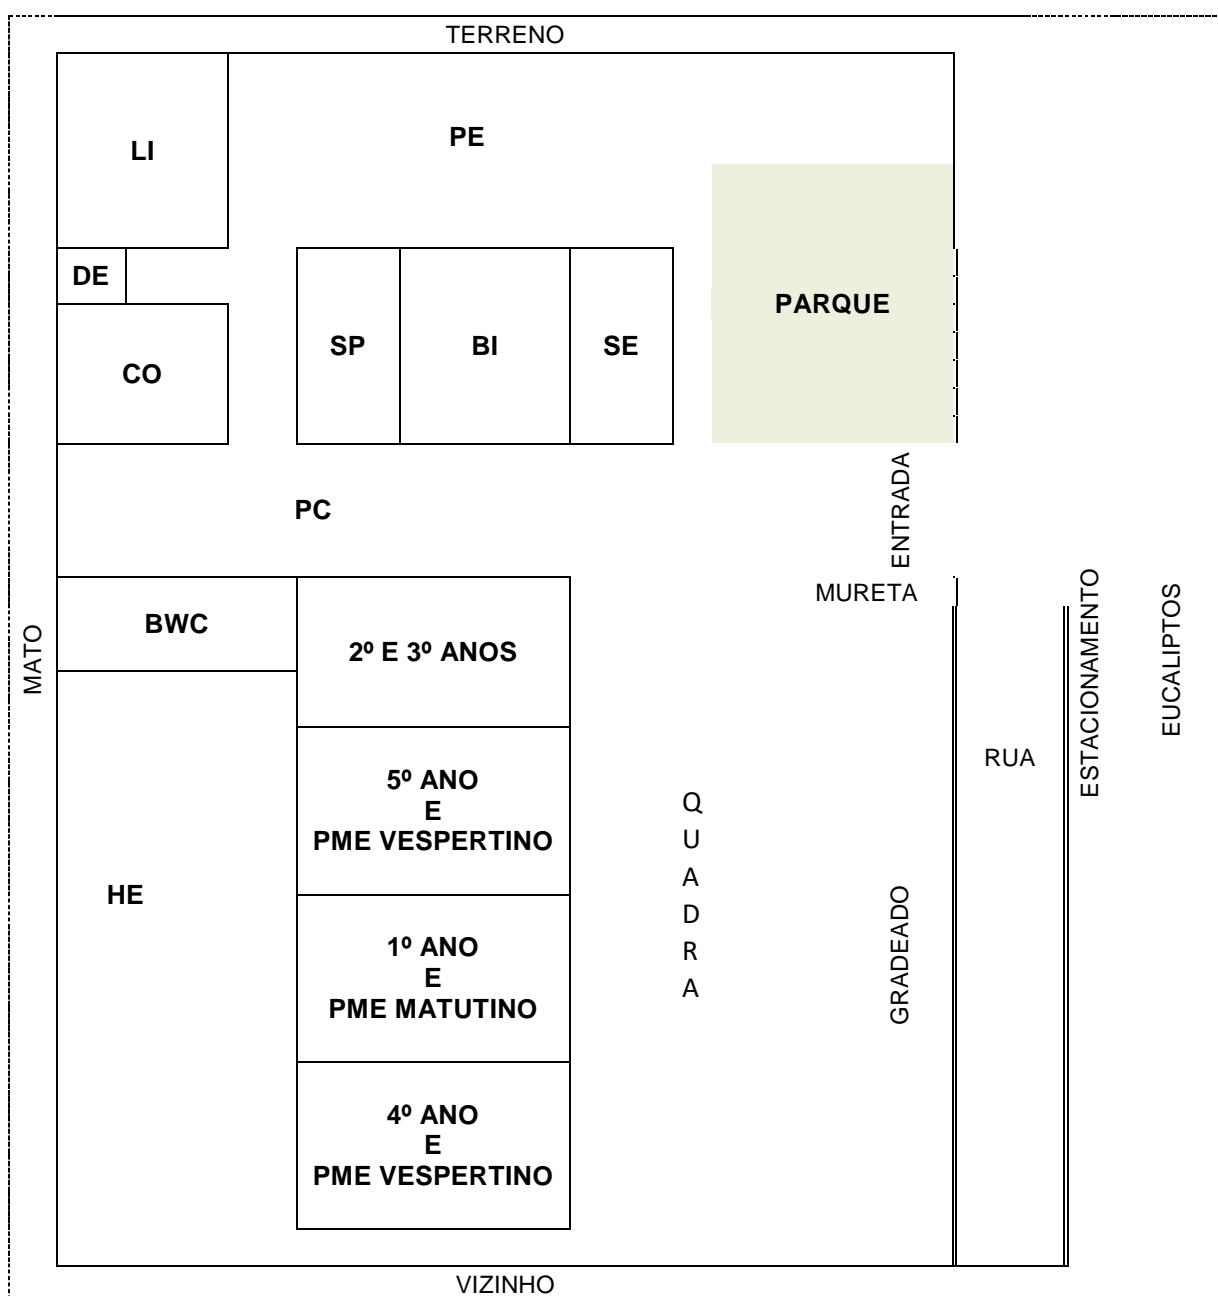 TERRENO
LI
PE
DE
PARQUE
SP
BI
SE
CO
ENTRADA
PC
MURETA
BWC
2º E 3º ANOS
MATO
ESTACIONAMENTO
EUCALIPTOS
RUA
5º ANO
E
PME VESPERTINO
Q
U
A
D
R
A
HE
GRADEADO
1º ANO
E
PME MATUTINO
4º ANO
E
PME VESPERTINO
VIZINHO